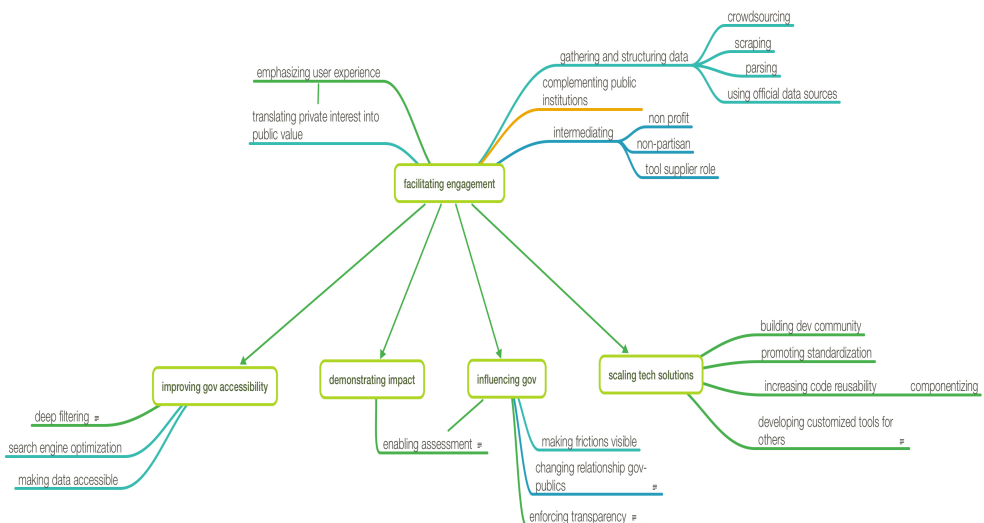 crowdsourcing
scraping
gathering and structuring data
parsing
emphasizing user experience
complementing public
institutions
using official data sources
translating private interest into
public value
non profit
intermediating
non-partisan
tool supplier role
facilitating engagement
building dev community
promoting standardization
improving gov accessibility
demonstrating impact
influencing gov
scaling tech solutions
increasing code reusability
componentizing
deep filtering
developing customized tools for
others
search engine optimization
enabling assessment
making frictions visible
making data accessible
changing relationship gov-
publics
enforcing transparency